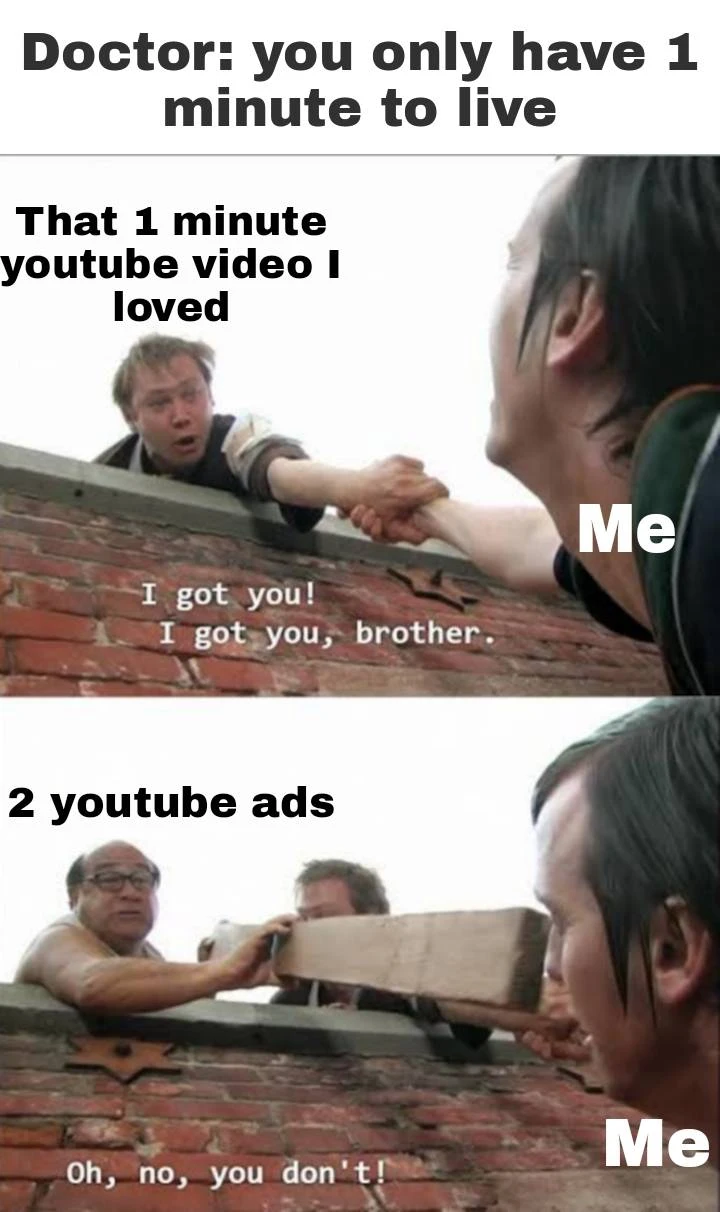 Doctor: you only have 1
minute to live
That 1 minute
youtube video I
loved
Me
I got you!
I got you, brother.
2 youtube ads
Oh, no, you don't!
Me